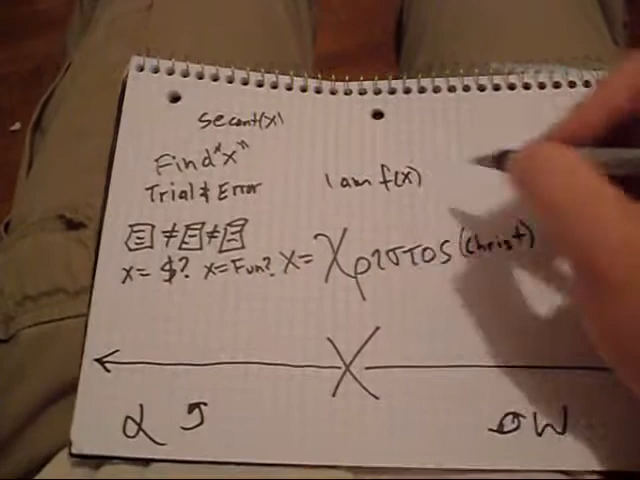 secant(x)
Find "x"
Trial & Error
I am f(x)
≠ ≠
x= $? x=Fun? X= Χριστος (Christ)
X
α
ω